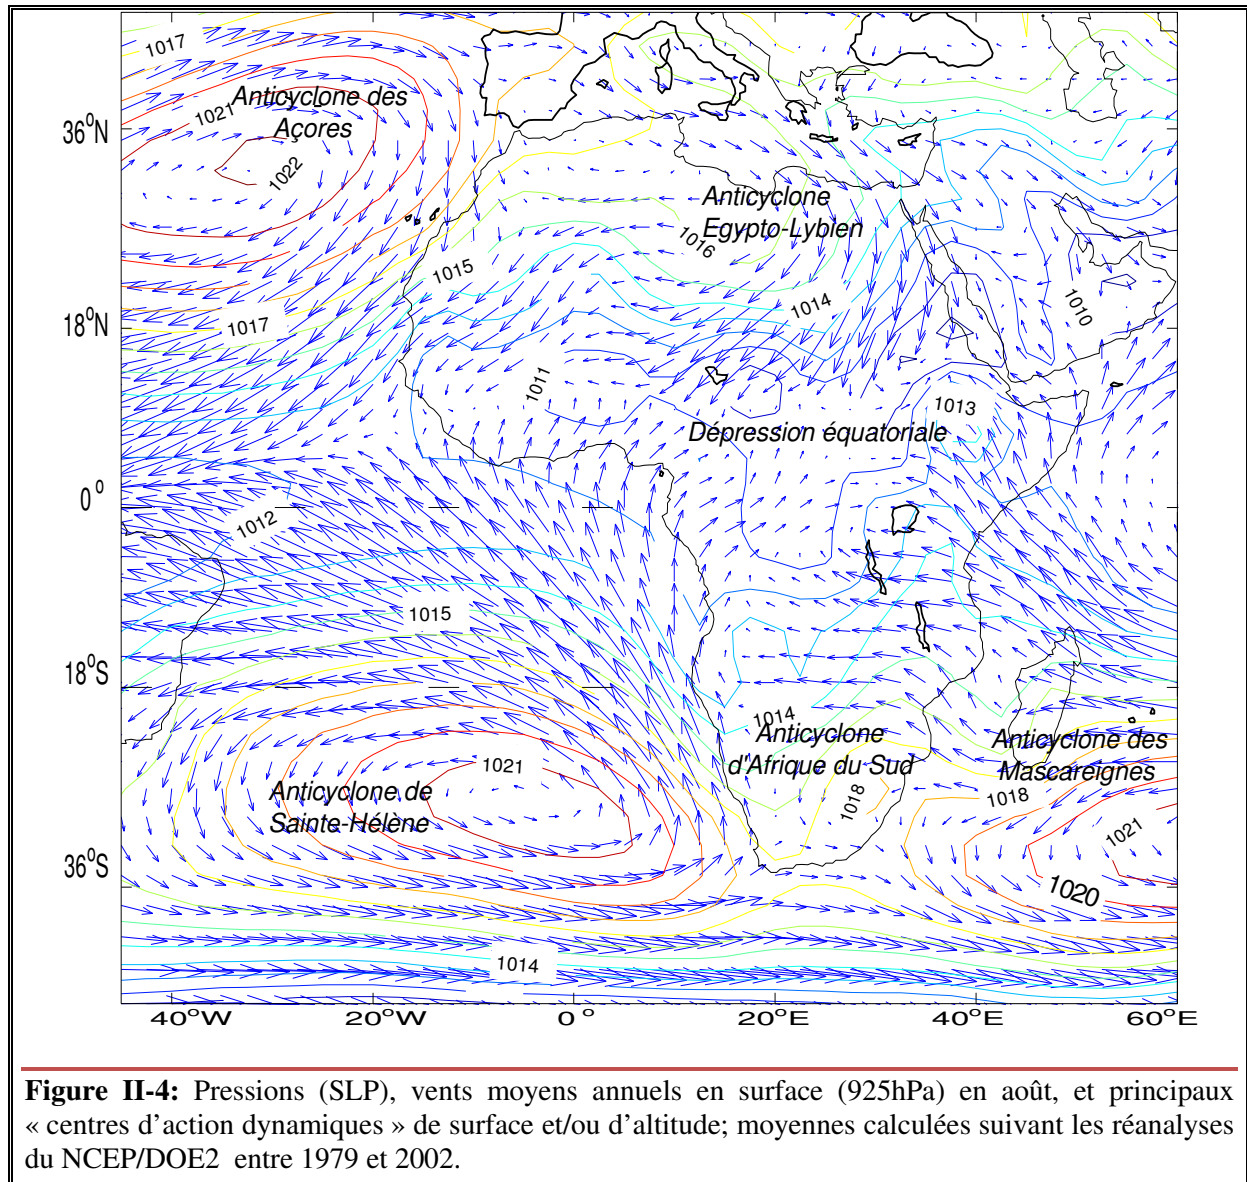 1017
Anticyclone des
1021
Açores
36°N
1022
Anticyclone
Egypto-Lybien
1016
1015
1014
1010
18°N
1017
1011
1013
Dépression équatoriale
0°
1012
1015
18°S
1014
Anticyclone
d'Afrique du Sud
Anticyclone des
Mascareignes
1021
Anticyclone de
Sainte-Hélène
1018
1018
1021
36°S
1020
1014
40°W
20°W
0°
20°E
40°E
60°E
Figure II-4: Pressions (SLP), vents moyens annuels en surface (925hPa) en août, et principaux
« centres d'action dynamiques » de surface et/ou d'altitude; moyennes calculées suivant les réanalyses
du NCEP/DOE2 entre 1979 et 2002.